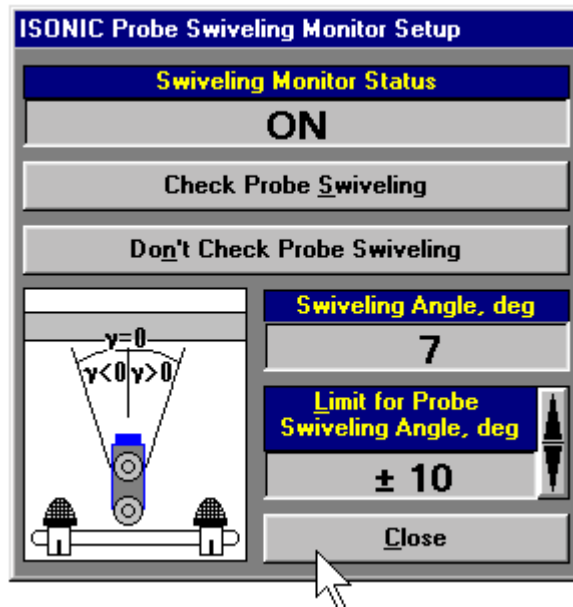 ISONIC Probe Swiveling Monitor Setup
Swiveling Monitor Status
ON
Check Probe Swiveling
Don't Check Probe Swiveling
γ=0
γ<0 γ>0
Swiveling Angle, deg
7
Limit for Probe
Swiveling Angle, deg
± 10
Close